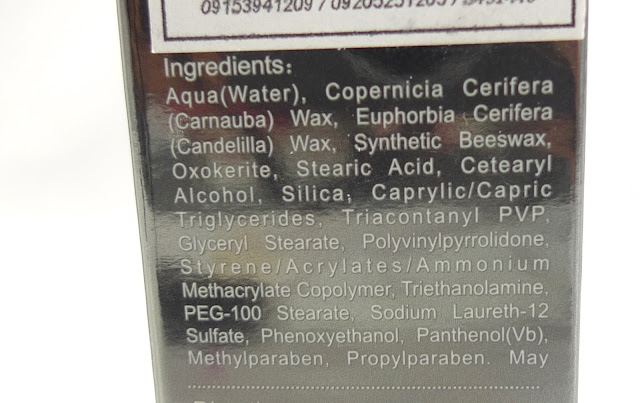 09153941209 /
Ingredients:
Aqua(Water), Copernicia Cerifera
(Carnauba) Wax, Euphorbia Cerifera
(Candelilla) Wax, Synthetic Beeswax,
Oxokerite, Stearic Acid, Cetearyl
Alcohol, Silica, Caprylic/Capric
Triglycerides, Triacontanyl PVP,
Glyceryl Stearate, Polyvinylpyrrolidone,
Styrene/Acrylates/Ammonium
Methacrylate Copolymer, Triethanolamine,
PEG-100 Stearate, Sodium Laureth-12
Sulfate, Phenoxyethanol, Panthenol(Vb),
Methylparaben, Propylparaben. May